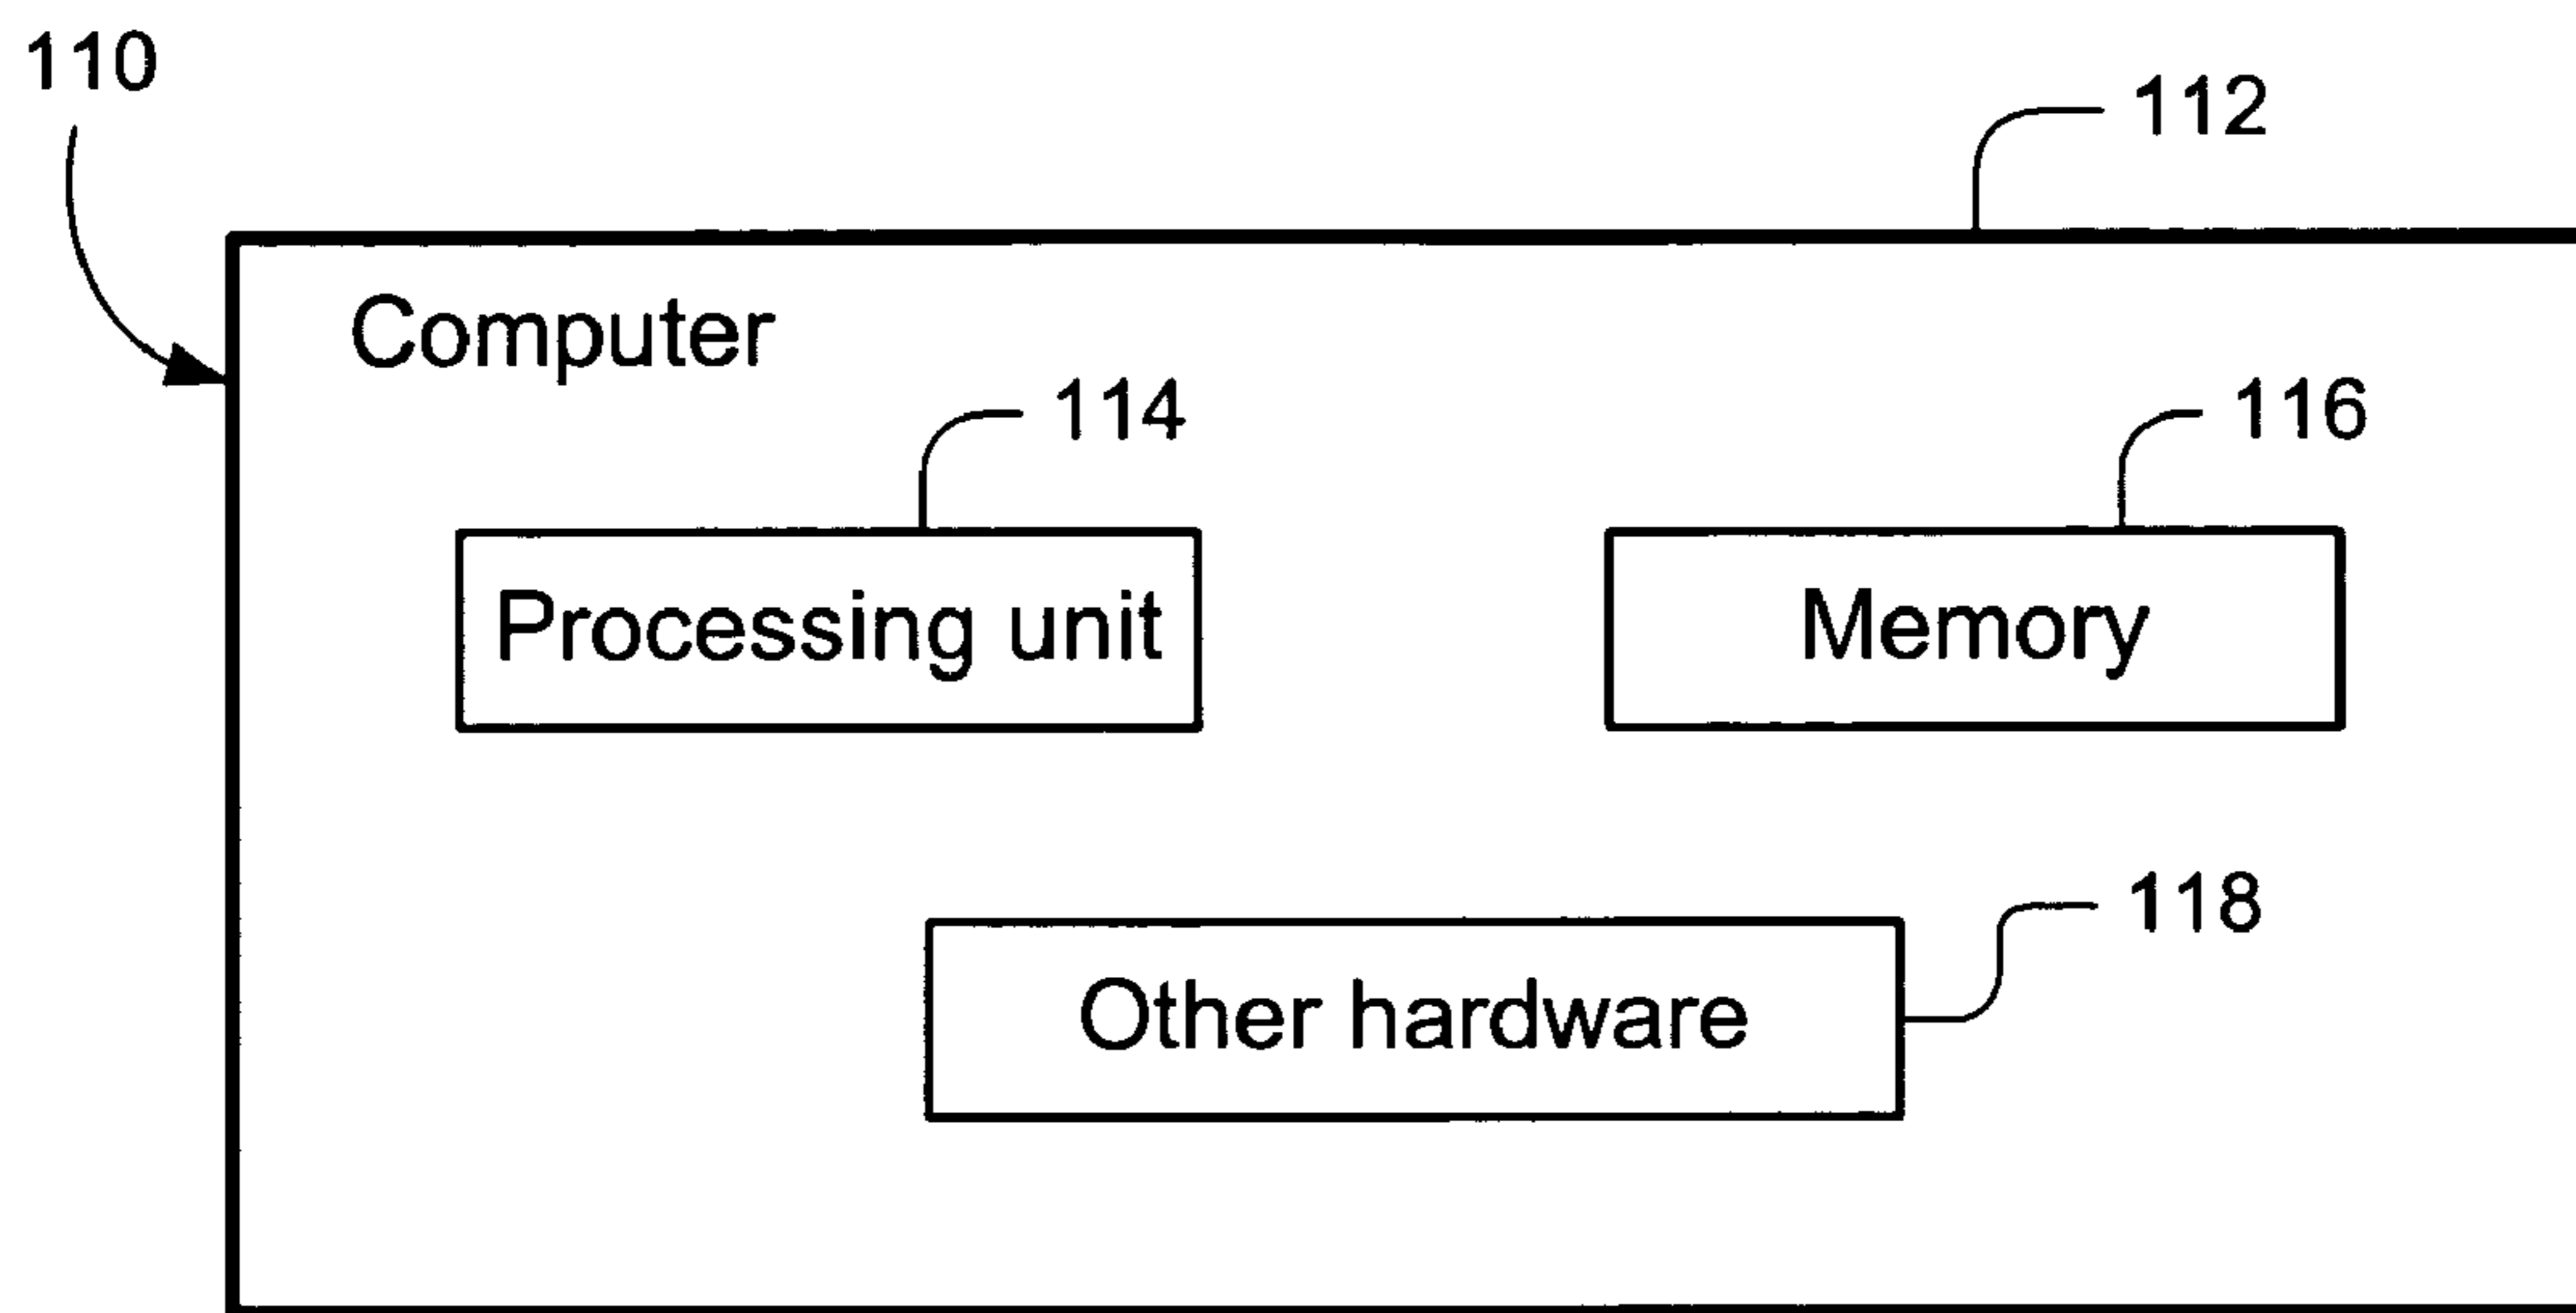 110
112
Computer
114
116
Processing unit
Memory
118
Other hardware